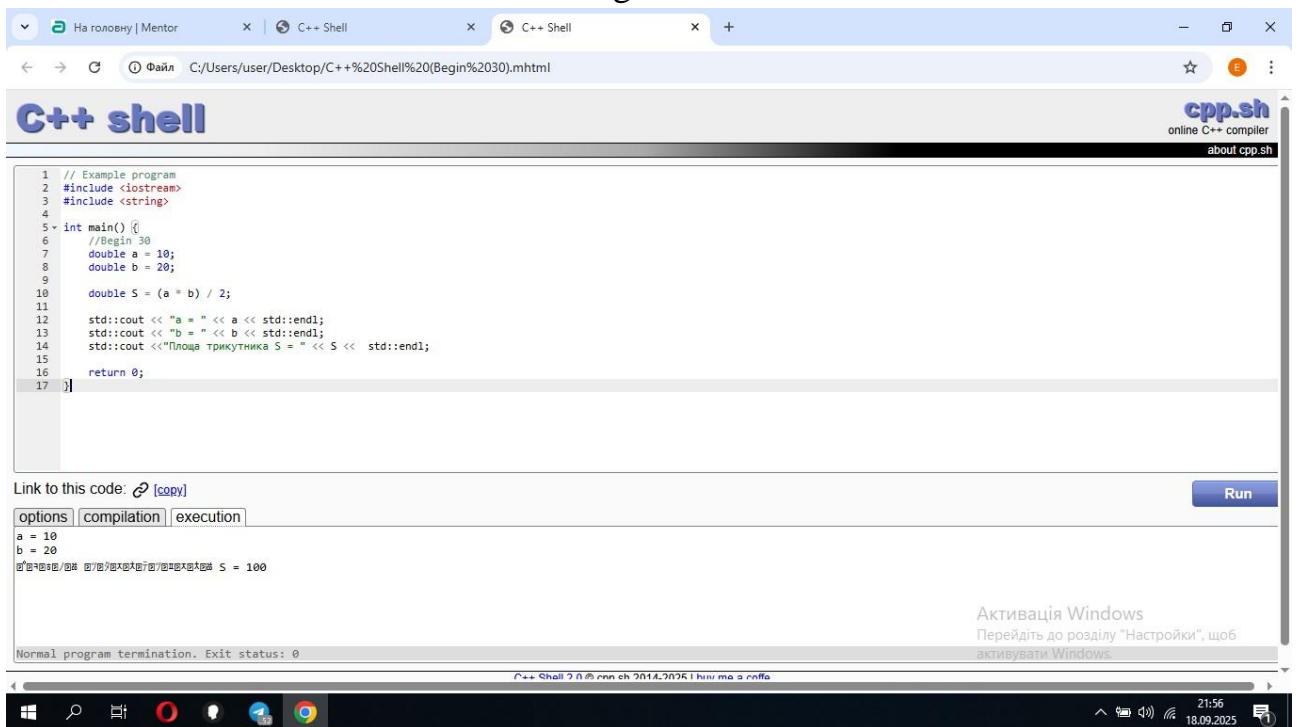 На головну | Mentor
C++ Shell
C++ Shell
Файл C:/Users/user/Desktop/C++%20Shell%20(Begin%2030).mhtml
E
C++ shell
cpp.sh
online C++ compiler
about cpp.sh
1 // Example program
2 #include <iostream>
3 #include <string>
4
5 int main() {
6 //Begin 30
7 double a = 10;
8 double b = 20;
9
10 double S = (a * b) / 2;
11
12 std::cout << "a = " << a << std::endl;
13 std::cout << "b = " << b << std::endl;
14 std::cout <<"Площа трикутника S = " << S << std::endl;
15
16 return 0;
17 }
Link to this code: [copy]
Run
options compilation execution
a = 10
b = 20
S = 100
Активація Windows
Перейдіть до розділу "Настройки", щоб
активувати Windows.
Normal program termination. Exit status: 0
C++ Shell 2.0 © cpp.sh 2014-2025 | buy me a coffe
52
21:56
18.09.2025
1